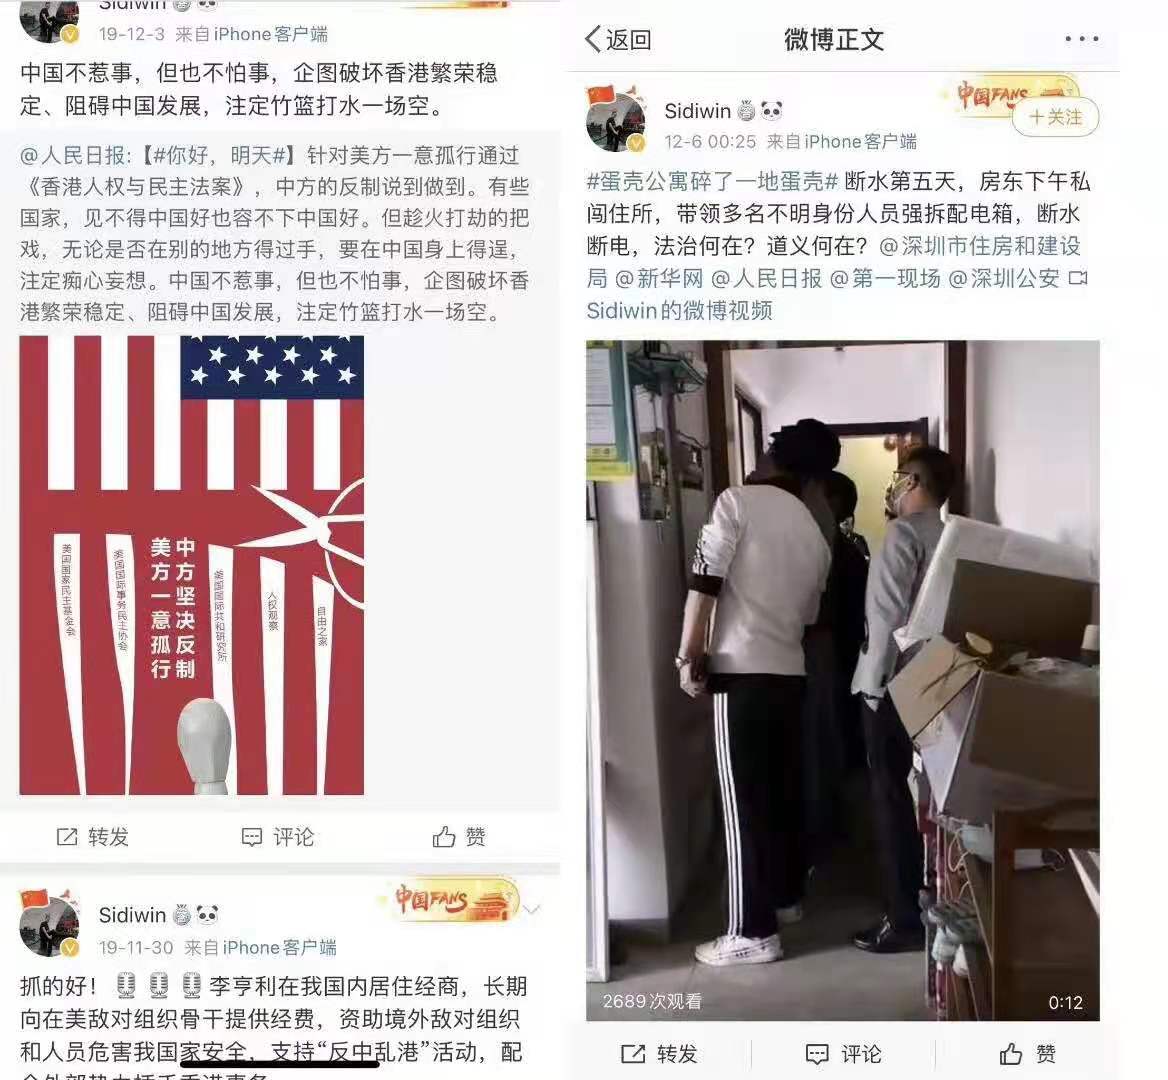 Sidiwin
19-12-3 来自iPhone客户端
中国不惹事，但也不怕事，企图破坏香港繁荣稳
定、阻碍中国发展，注定竹篮打水一场空。
@人民日报:【#你好，明天#】针对美方一意孤行通过
《香港人权与民主法案》，中方的反制说到做到。有些
国家，见不得中国好也容不下中国好。但趁火打劫的把
戏，无论是否在别的地方得过手，要在中国身上得逞，
注定痴心妄想。中国不惹事，但也不怕事，企图破坏香
港繁荣稳定、阻碍中国发展，注定竹篮打水一场空。
中方坚决反制
美方一意孤行
美国国家民主基金会
美国国际事务民主协会
美国国际共和研究所
人权观察
自由之家
转发
评论
赞
Sidiwin
中国FANS
19-11-30 来自iPhone客户端
抓的好！李亨利在我国内居住经商，长期
向在美敌对组织骨干提供经费，资助境外敌对组织
和人员危害我国家安全，支持“反中乱港”活动，配
返回
微博正文
Sidiwin
中国FANS
+关注
12-6 00:25 来自iPhone客户端
#蛋壳公寓碎了一地蛋壳# 断水第五天，房东下午私
闯住所，带领多名不明身份人员强拆配电箱，断水
断电，法治何在？道义何在？@深圳市住房和建设
局 @新华网 @人民日报 @第一现场 @深圳公安
Sidiwin的微博视频
2689次观看
0:12
转发
评论
赞